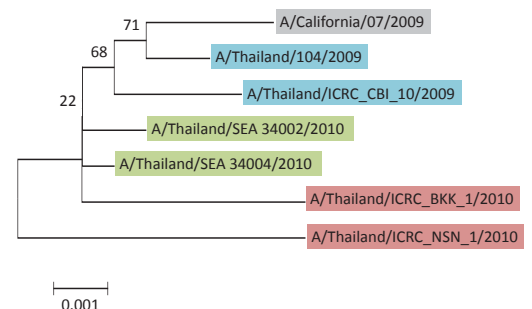 A/California/07/2009
71
A/Thailand/104/2009
68
A/Thailand/ICRC_CBI_10/2009
22
A/Thailand/SEA 34002/2010
A/Thailand/SEA 34004/2010
A/Thailand/ICRC_BKK_1/2010
A/Thailand/ICRC_NSN_1/2010
0.001